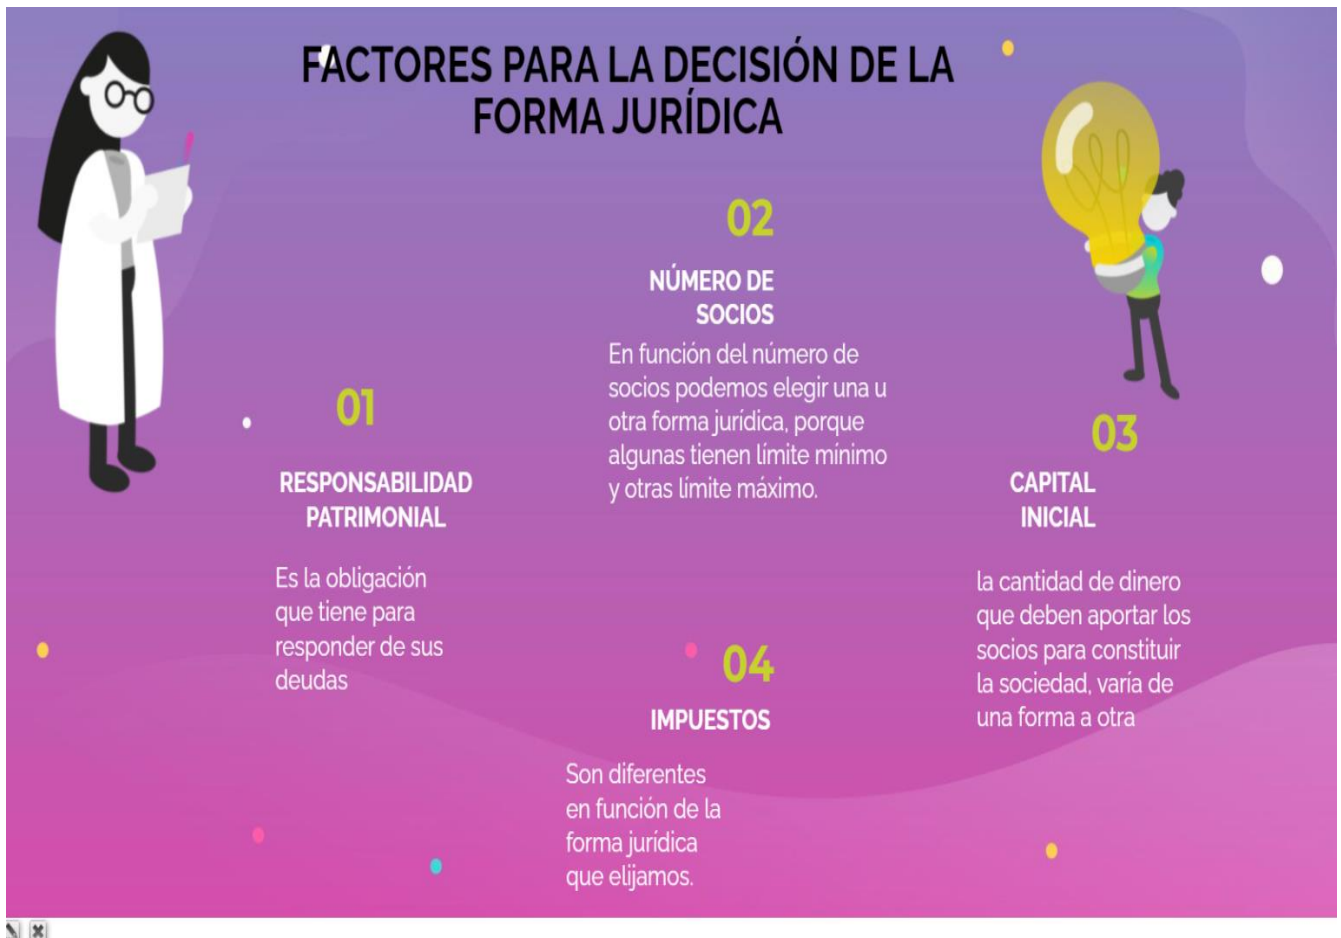 FACTORES PARA LA DECISIÓN DE LA
FORMA JURÍDICA
01
RESPONSABILIDAD
PATRIMONIAL
Es la obligación
que tiene para
responder de sus
deudas
02
NÚMERO DE
SOCIOS
En función del número de
socios podemos elegir una u
otra forma jurídica, porque
algunas tienen límite mínimo
y otras límite máximo.
03
CAPITAL
INICIAL
la cantidad de dinero
que deben aportar los
socios para constituir
la sociedad, varía de
una forma a otra
04
IMPUESTOS
Son diferentes
en función de la
forma jurídica
que elijamos.